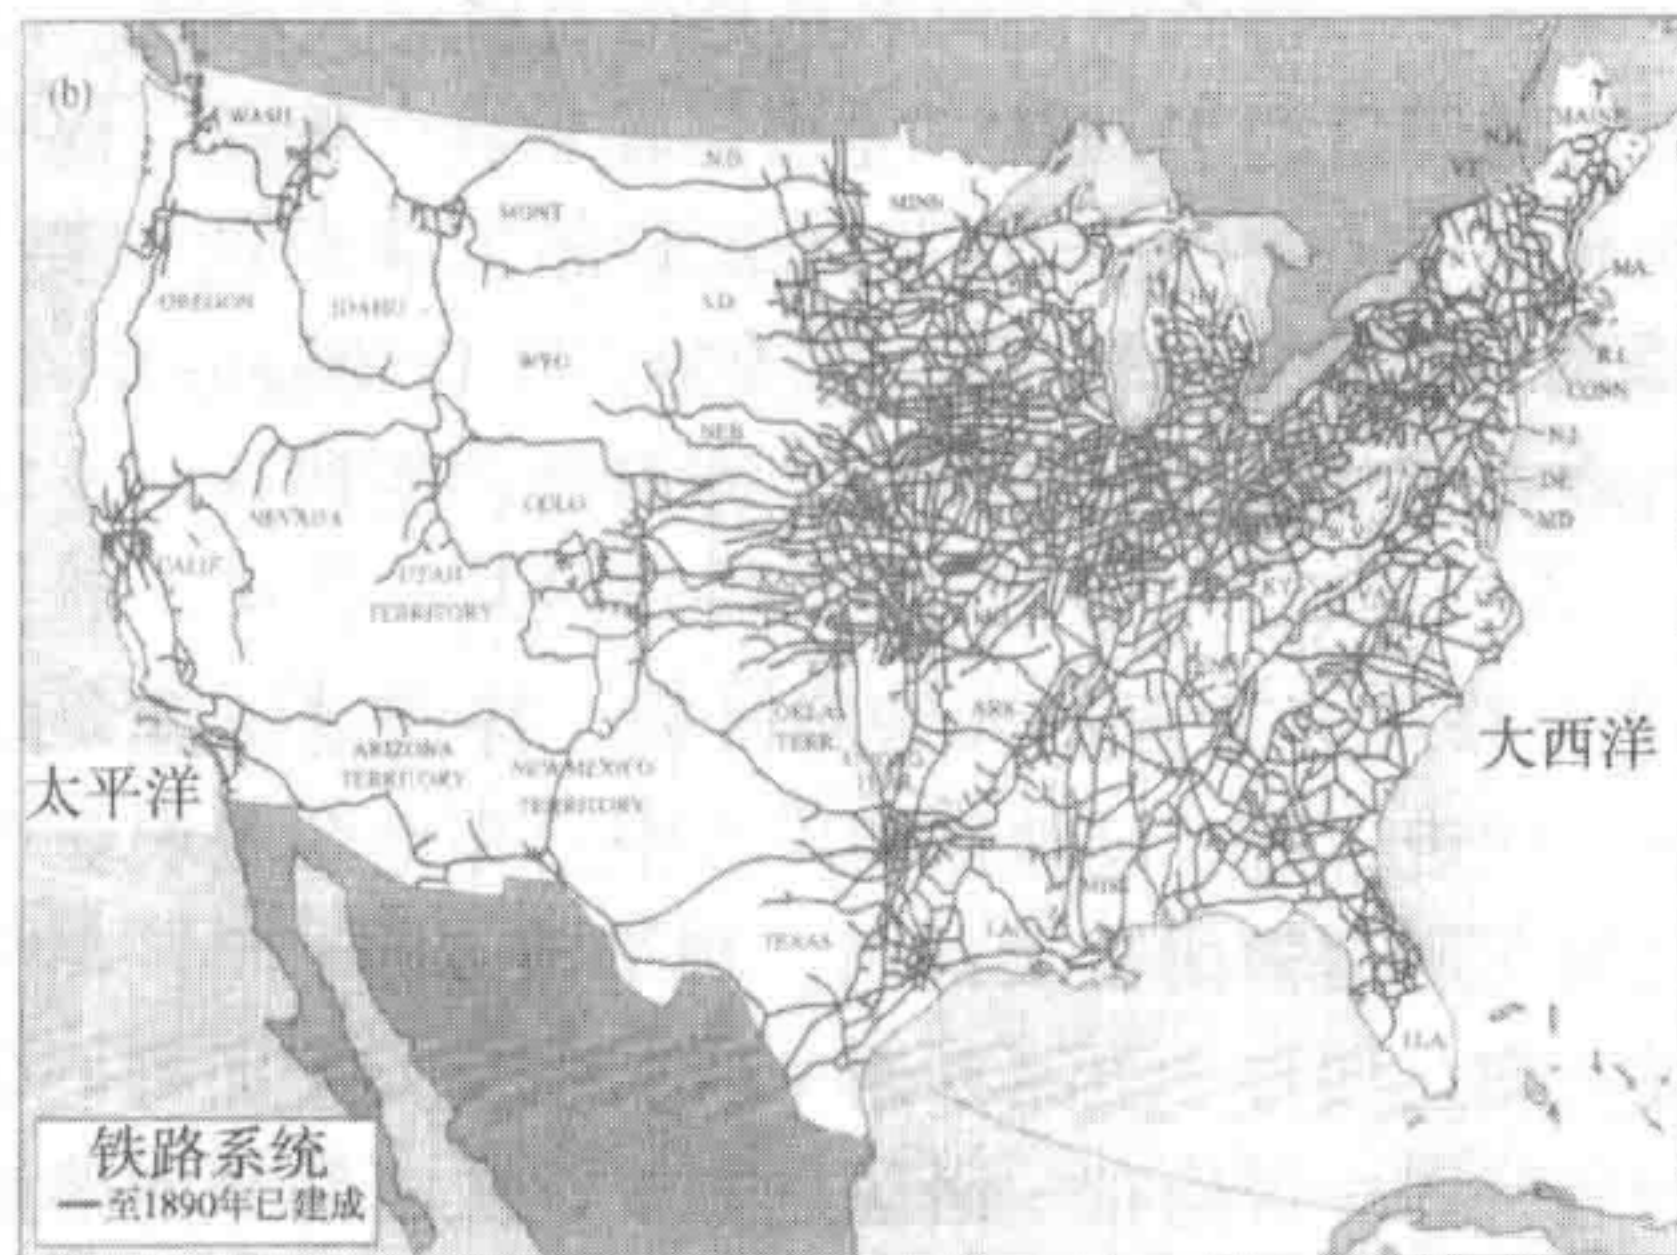 (b)
WASH
MAINE
N.H.
VT
N.D.
MONT
MINN
N.Y.
MA.
OREGON
IDAHO
S.D.
R.I.
WYO
CONN
NEB
N.J.
NEVADA
COLO
DE
MD
CALIF
UTAH
TERRITORY
KY
VA
ARK
OKLA.
TERR.
大西洋
ARIZONA
TERRITORY
NEW MEXICO
TERRITORY
太平洋
MISS
TEXAS
LA.
FLA
铁路系统
至1890年已建成